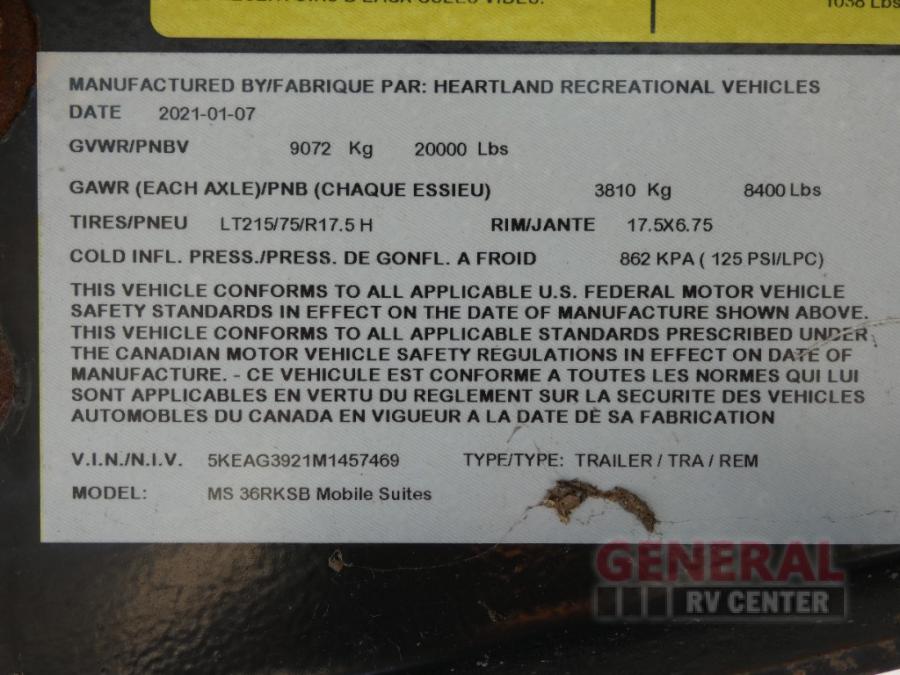 1038 Lbs
MANUFACTURED BY/FABRIQUE PAR: HEARTLAND RECREATIONAL VEHICLES
DATE 2021-01-07
GVWR/PNBV 9072 Kg 20000 Lbs
GAWR (EACH AXLE)/PNB (CHAQUE ESSIEU) 3810 Kg 8400 Lbs
TIRES/PNEU LT215/75/R17.5 H RIM/JANTE 17.5X6.75
COLD INFL. PRESS./PRESS. DE GONFL. A FROID 862 KPA ( 125 PSI/LPC)
THIS VEHICLE CONFORMS TO ALL APPLICABLE U.S. FEDERAL MOTOR VEHICLE
SAFETY STANDARDS IN EFFECT ON THE DATE OF MANUFACTURE SHOWN ABOVE.
THIS VEHICLE CONFORMS TO ALL APPLICABLE STANDARDS PRESCRIBED UNDER
THE CANADIAN MOTOR VEHICLE SAFETY REGULATIONS IN EFFECT ON DATE OF
MANUFACTURE. - CE VEHICULE EST CONFORME A TOUTES LES NORMES QUI LUI
SONT APPLICABLES EN VERTU DU REGLEMENT SUR LA SECURITE DES VEHICLES
AUTOMOBILES DU CANADA EN VIGUEUR A LA DATE DE SA FABRICATION
V.I.N./N.I.V. 5KEAG3921M1457469 TYPE/TYPE: TRAILER / TRA / REM
MODEL: MS 36RKSB Mobile Suites
GENERAL
RV CENTER